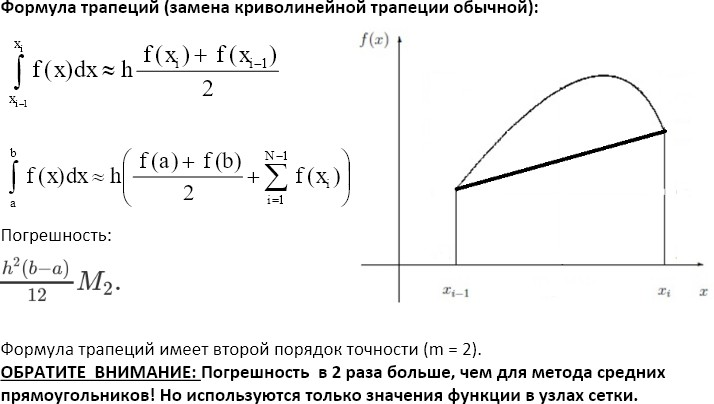 Формула трапеций (замена криволинейной трапеции обычной):
f(x)
∫_{x_{i-1}}^{x_i} f(x)dx ≈ h (f(x_i) + f(x_{i-1}))/2
∫_a^b f(x)dx ≈ h( (f(a) + f(b))/2 + ∑_{i=1}^{N-1} f(x_i) )
Погрешность:
h²(b−a)/12 M₂.
x_{i-1} x_i x
Формула трапеций имеет второй порядок точности (m = 2).
ОБРАТИТЕ ВНИМАНИЕ: Погрешность в 2 раза больше, чем для метода средних
прямоугольников! Но используются только значения функции в узлах сетки.